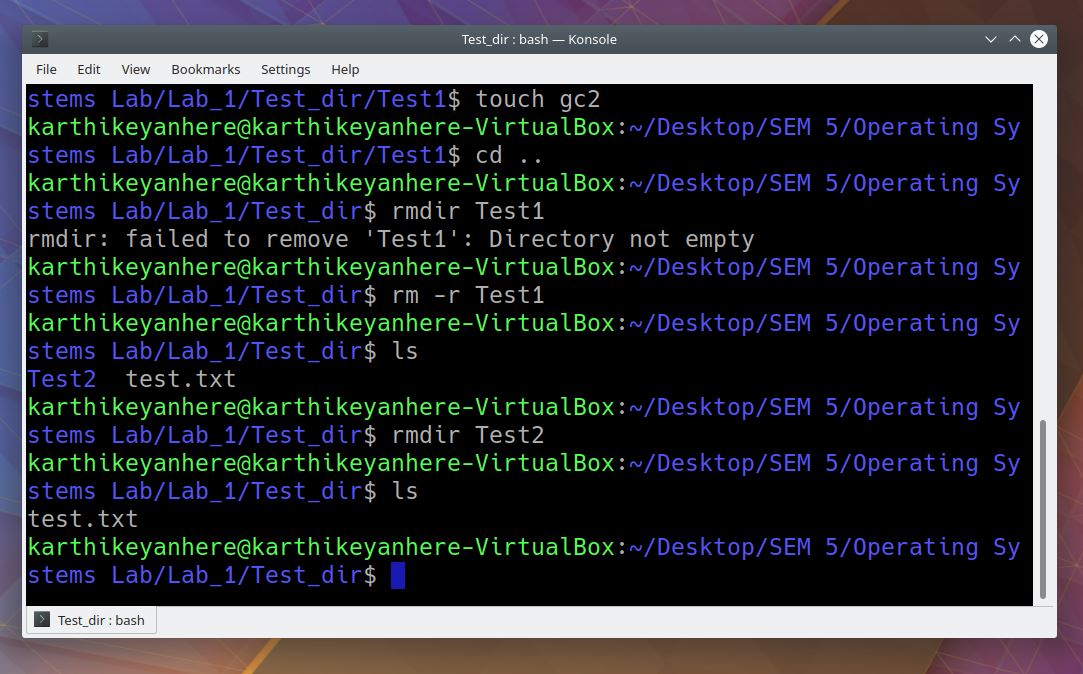 Test_dir : bash — Konsole
File Edit View Bookmarks Settings Help
stems Lab/Lab_1/Test_dir/Test1$ touch gc2
karthikeyanhere@karthikeyanhere-VirtualBox:~/Desktop/SEM 5/Operating Sy
stems Lab/Lab_1/Test_dir/Test1$ cd ..
karthikeyanhere@karthikeyanhere-VirtualBox:~/Desktop/SEM 5/Operating Sy
stems Lab/Lab_1/Test_dir$ rmdir Test1
rmdir: failed to remove 'Test1': Directory not empty
karthikeyanhere@karthikeyanhere-VirtualBox:~/Desktop/SEM 5/Operating Sy
stems Lab/Lab_1/Test_dir$ rm -r Test1
karthikeyanhere@karthikeyanhere-VirtualBox:~/Desktop/SEM 5/Operating Sy
stems Lab/Lab_1/Test_dir$ ls
Test2  test.txt
karthikeyanhere@karthikeyanhere-VirtualBox:~/Desktop/SEM 5/Operating Sy
stems Lab/Lab_1/Test_dir$ rmdir Test2
karthikeyanhere@karthikeyanhere-VirtualBox:~/Desktop/SEM 5/Operating Sy
stems Lab/Lab_1/Test_dir$ ls
test.txt
karthikeyanhere@karthikeyanhere-VirtualBox:~/Desktop/SEM 5/Operating Sy
stems Lab/Lab_1/Test_dir$
Test_dir : bash